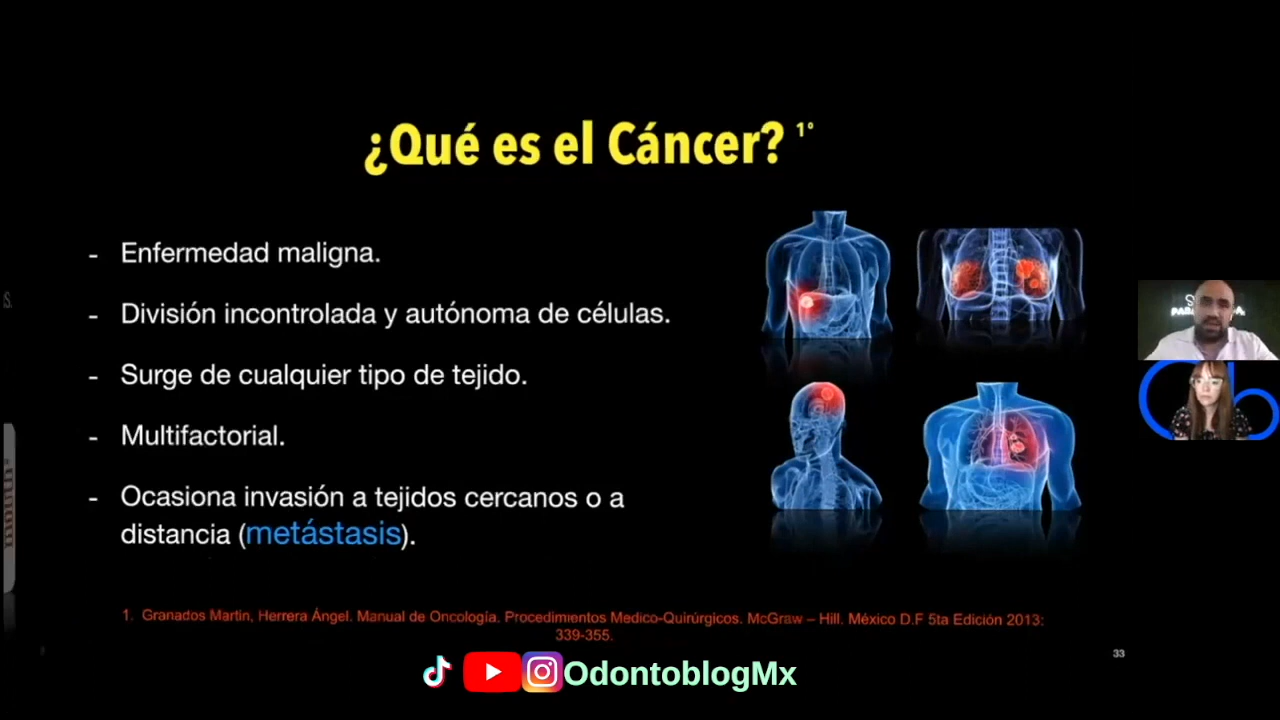 ¿Qué es el Cáncer? 1°
- Enfermedad maligna.
- División incontrolada y autónoma de células.
- Surge de cualquier tipo de tejido.
- Multifactorial.
- Ocasiona invasión a tejidos cercanos o a
distancia (metástasis).
1. Granados Martin, Herrera Ángel. Manual de Oncología. Procedimientos Medico-Quirúrgicos. McGraw – Hill. México D.F 5ta Edición 2013:
339-355.
33
OdontoblogMx